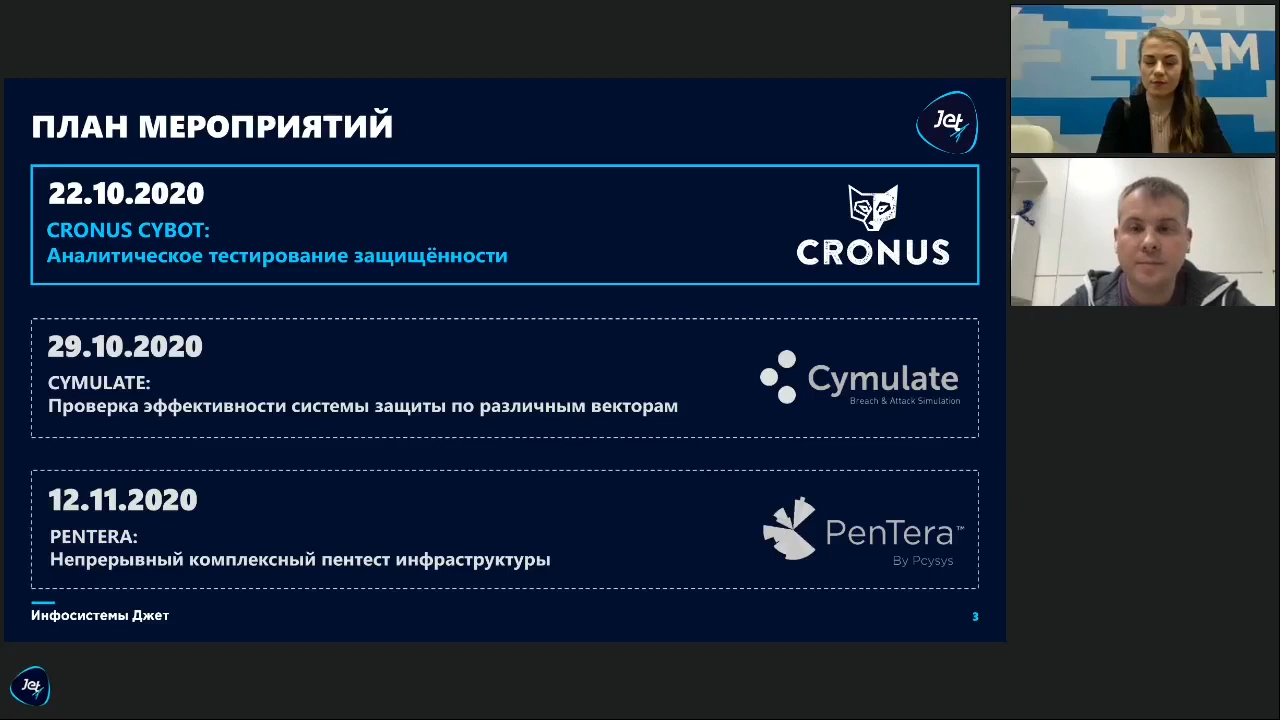 ПЛАН МЕРОПРИЯТИЙ
Jet
22.10.2020
CRONUS CYBOT:
Аналитическое тестирование защищённости
CRONUS
29.10.2020
CYMULATE:
Проверка эффективности системы защиты по различным векторам
Cymulate
Breach & Attack Simulation
12.11.2020
PENTERA:
Непрерывный комплексный пентест инфраструктуры
PenTera™
By Pcysys
Инфосистемы Джет
3
Jet
JET
TEAM